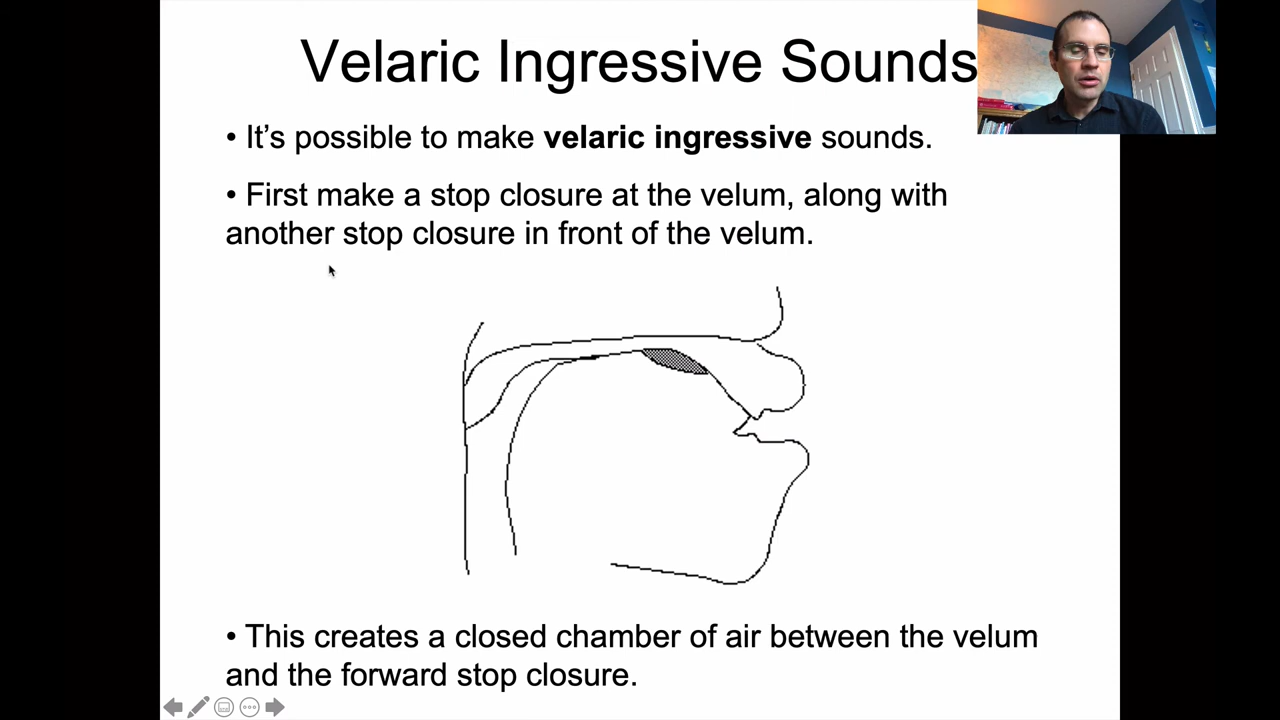 Velaric Ingressive Sounds
• It's possible to make velaric ingressive sounds.
• First make a stop closure at the velum, along with
another stop closure in front of the velum.
• This creates a closed chamber of air between the velum
and the forward stop closure.